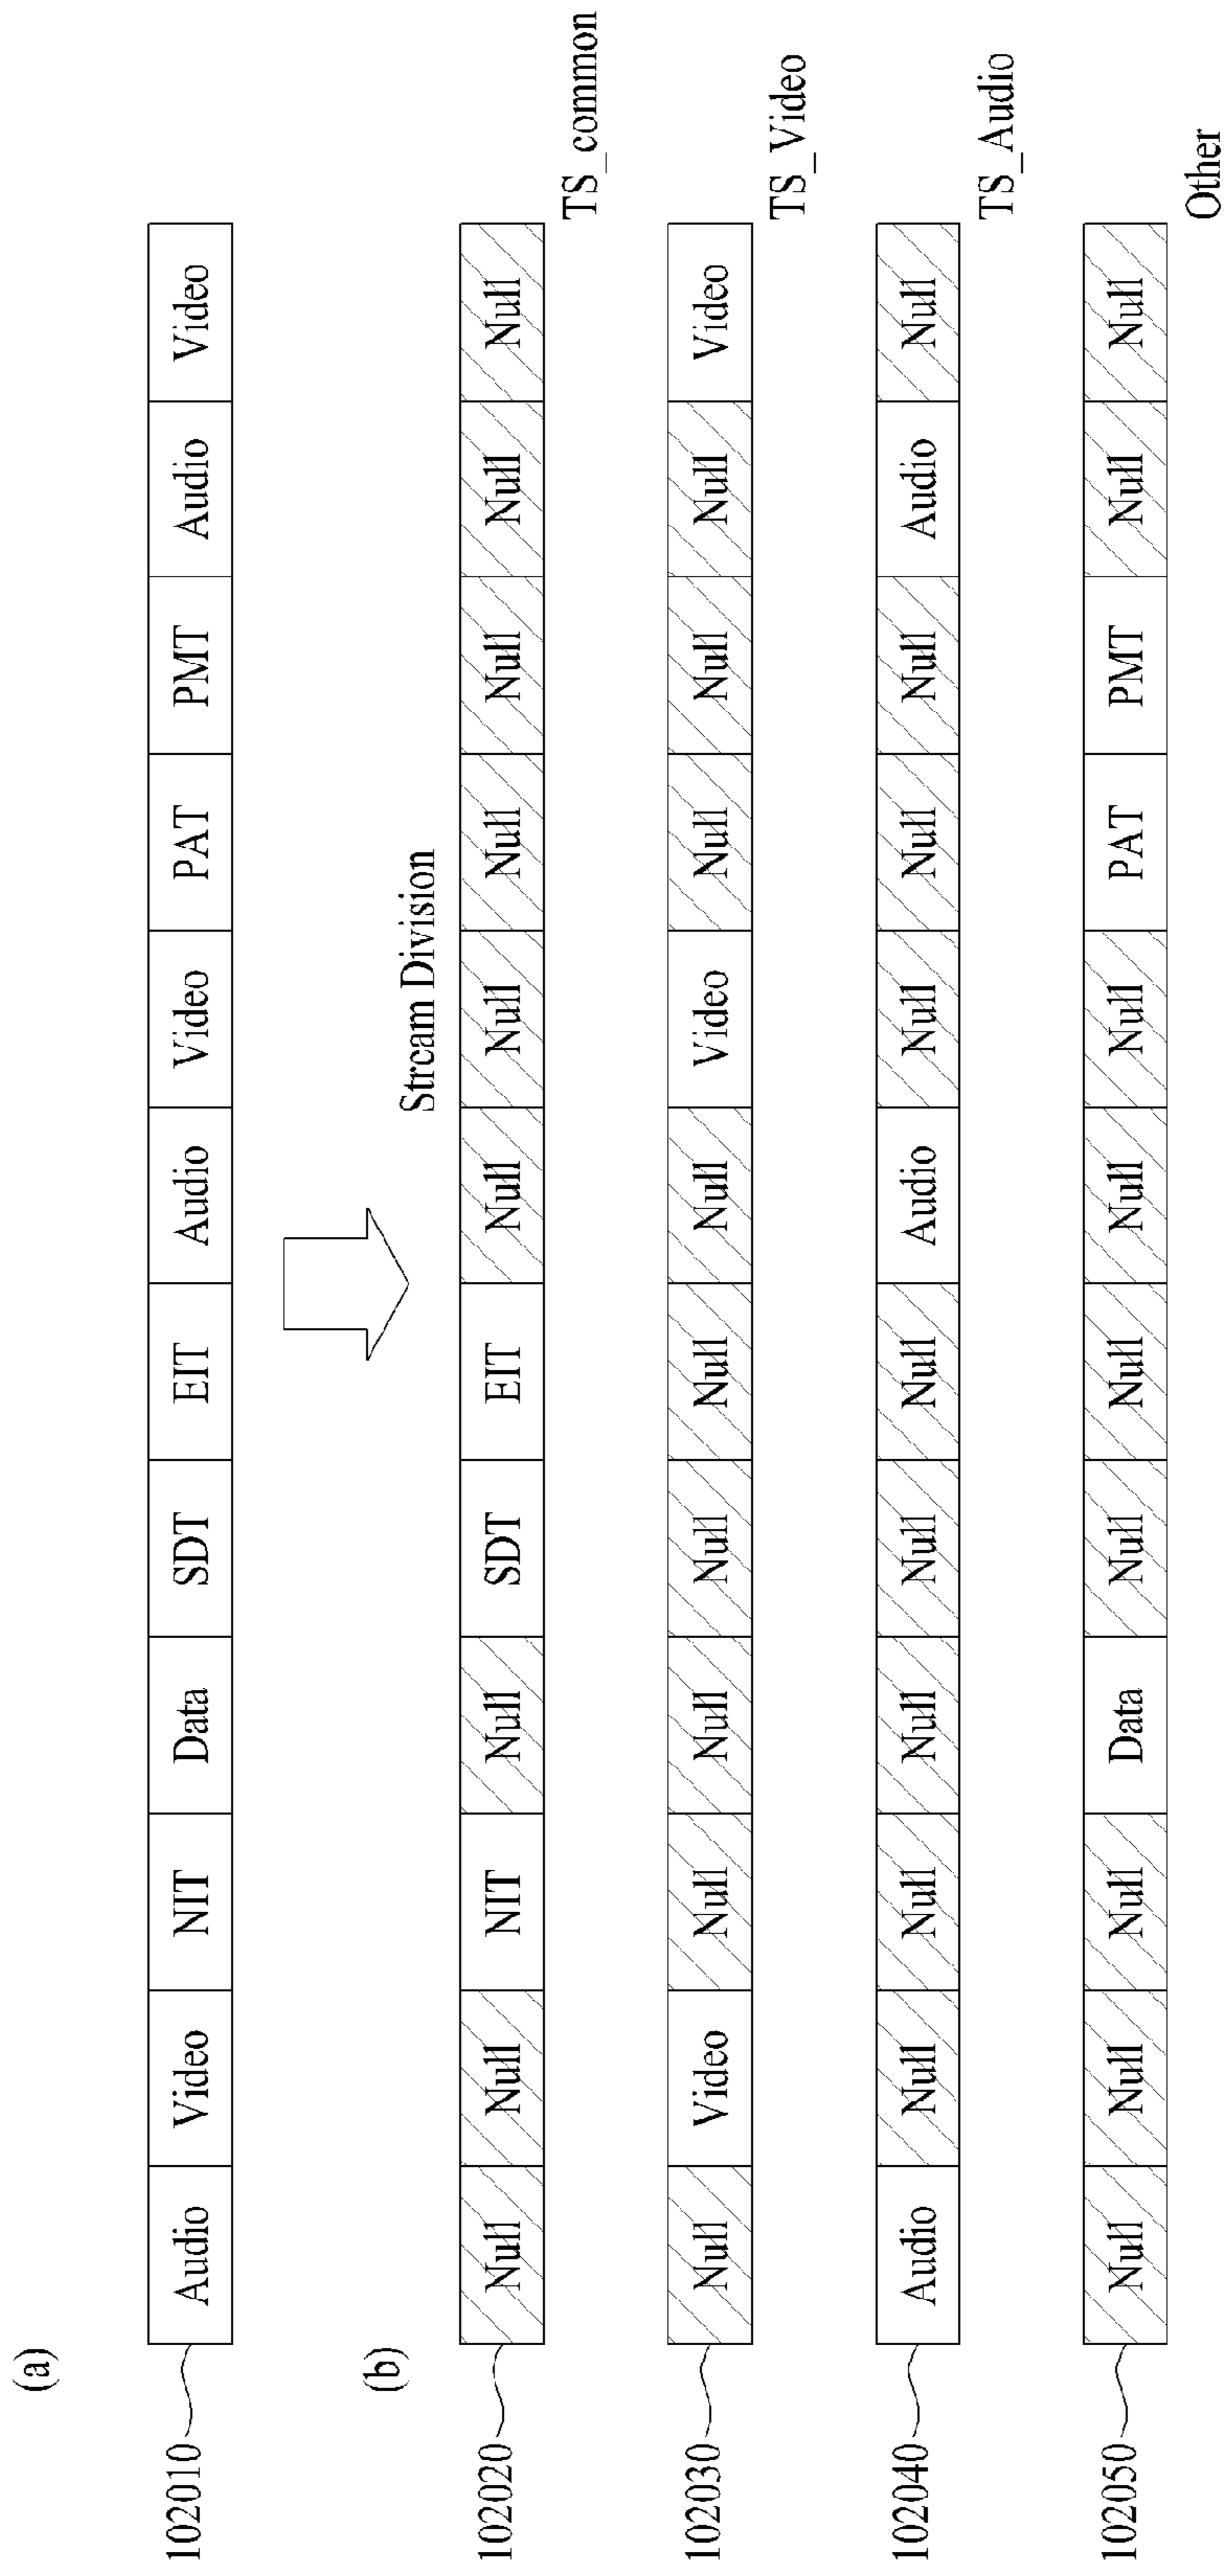 (a)
102010 Audio Video NIT Data SDT EIT Audio Video PAT PMT Audio Video
Stream Division
(b)
102020 Null Video NIT Null SDT EIT Null Null Null Null Null Null
TS_common
102030 Null Video Null Null Null Null Null Video Null Null Null Video
TS_Video
102040 Audio Null Null Null Null Null Audio Null Null Null Audio Null
TS_Audio
102050 Null Null Null Data Null Null Null Null PAT PMT Null Null
Other